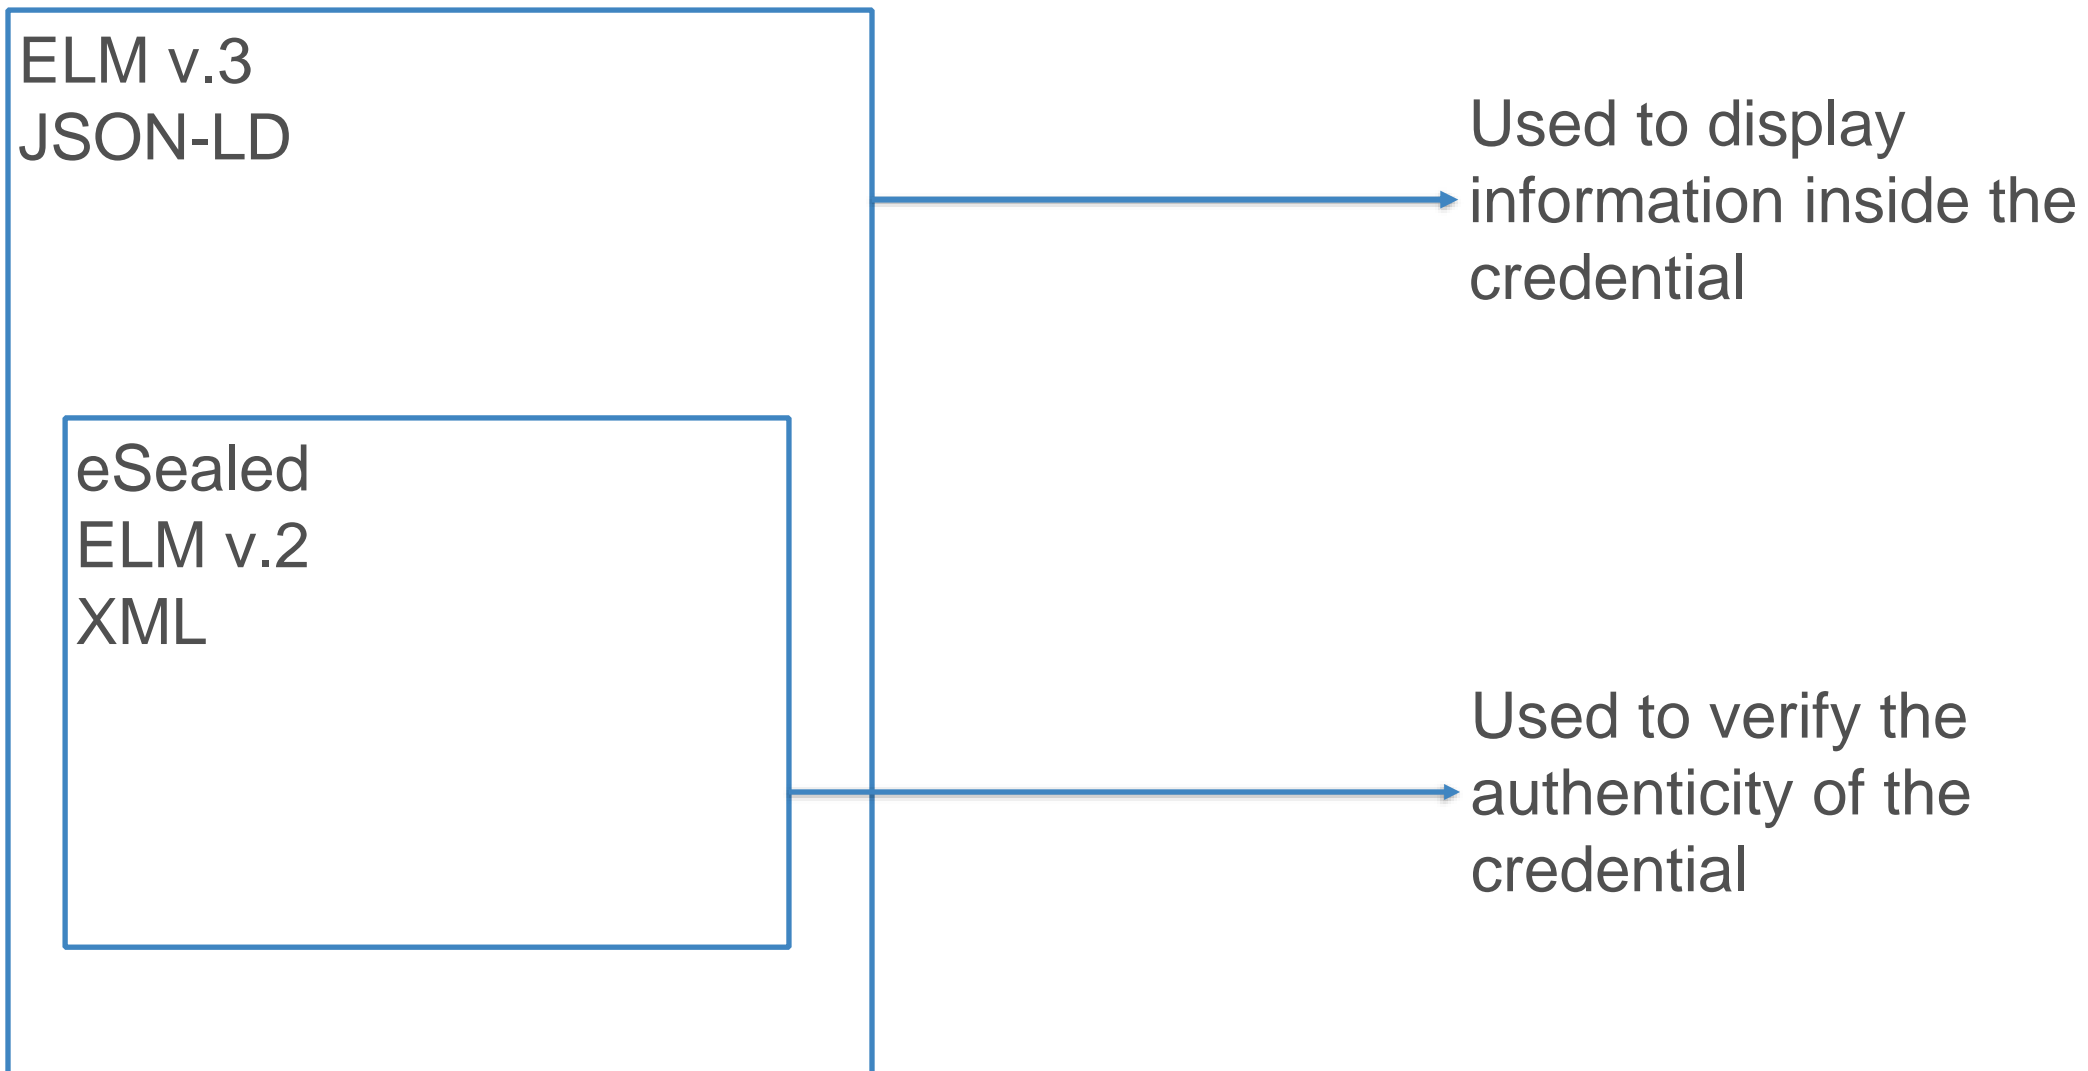 ELM v.3
JSON-LD
Used to display
information inside the
credential
eSealed
ELM v.2
XML
Used to verify the
authenticity of the
credential